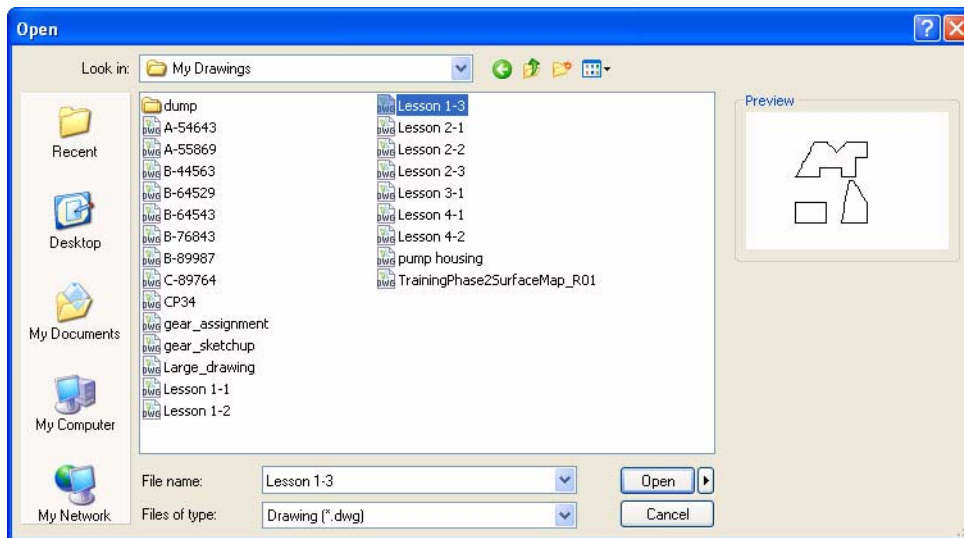 Open
Look in: My Drawings
Recent
Desktop
My Documents
My Computer
My Network
dump
A-54643
A-55869
B-44563
B-64529
B-64543
B-76843
B-89987
C-89764
CP34
gear_assignment
gear_sketchup
Large_drawing
Lesson 1-1
Lesson 1-2
Lesson 1-3
Lesson 2-1
Lesson 2-2
Lesson 2-3
Lesson 3-1
Lesson 4-1
Lesson 4-2
pump housing
TrainingPhase2SurfaceMap_R01
Preview
File name: Lesson 1-3 Open
Files of type: Drawing (*.dwg) Cancel